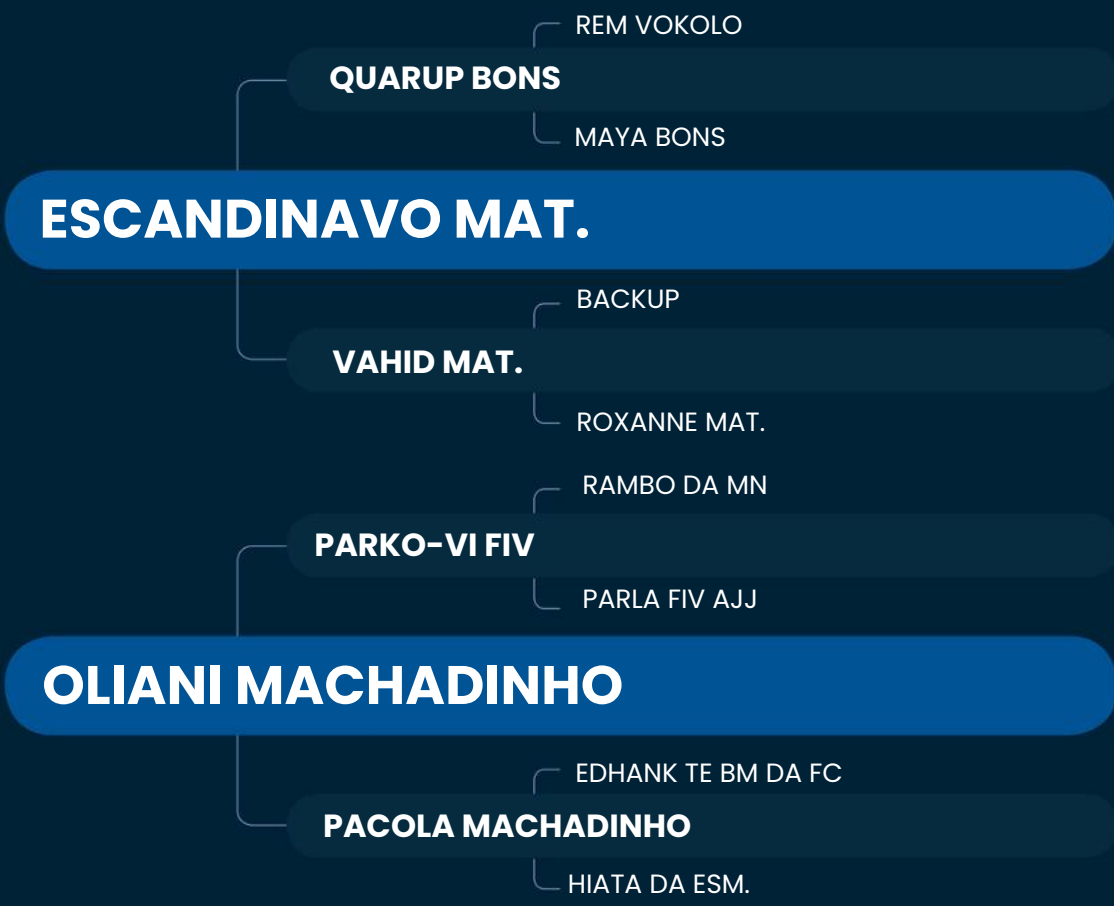 REM VOKOLO
QUARUP BONS
MAYA BONS
ESCANDINAVO MAT.
BACKUP
VAHID MAT.
ROXANNE MAT.
RAMBO DA MN
PARKO-VI FIV
PARLA FIV AJJ
OLIANI MACHADINHO
EDHANK TE BM DA FC
PACOLA MACHADINHO
HIATA DA ESM.